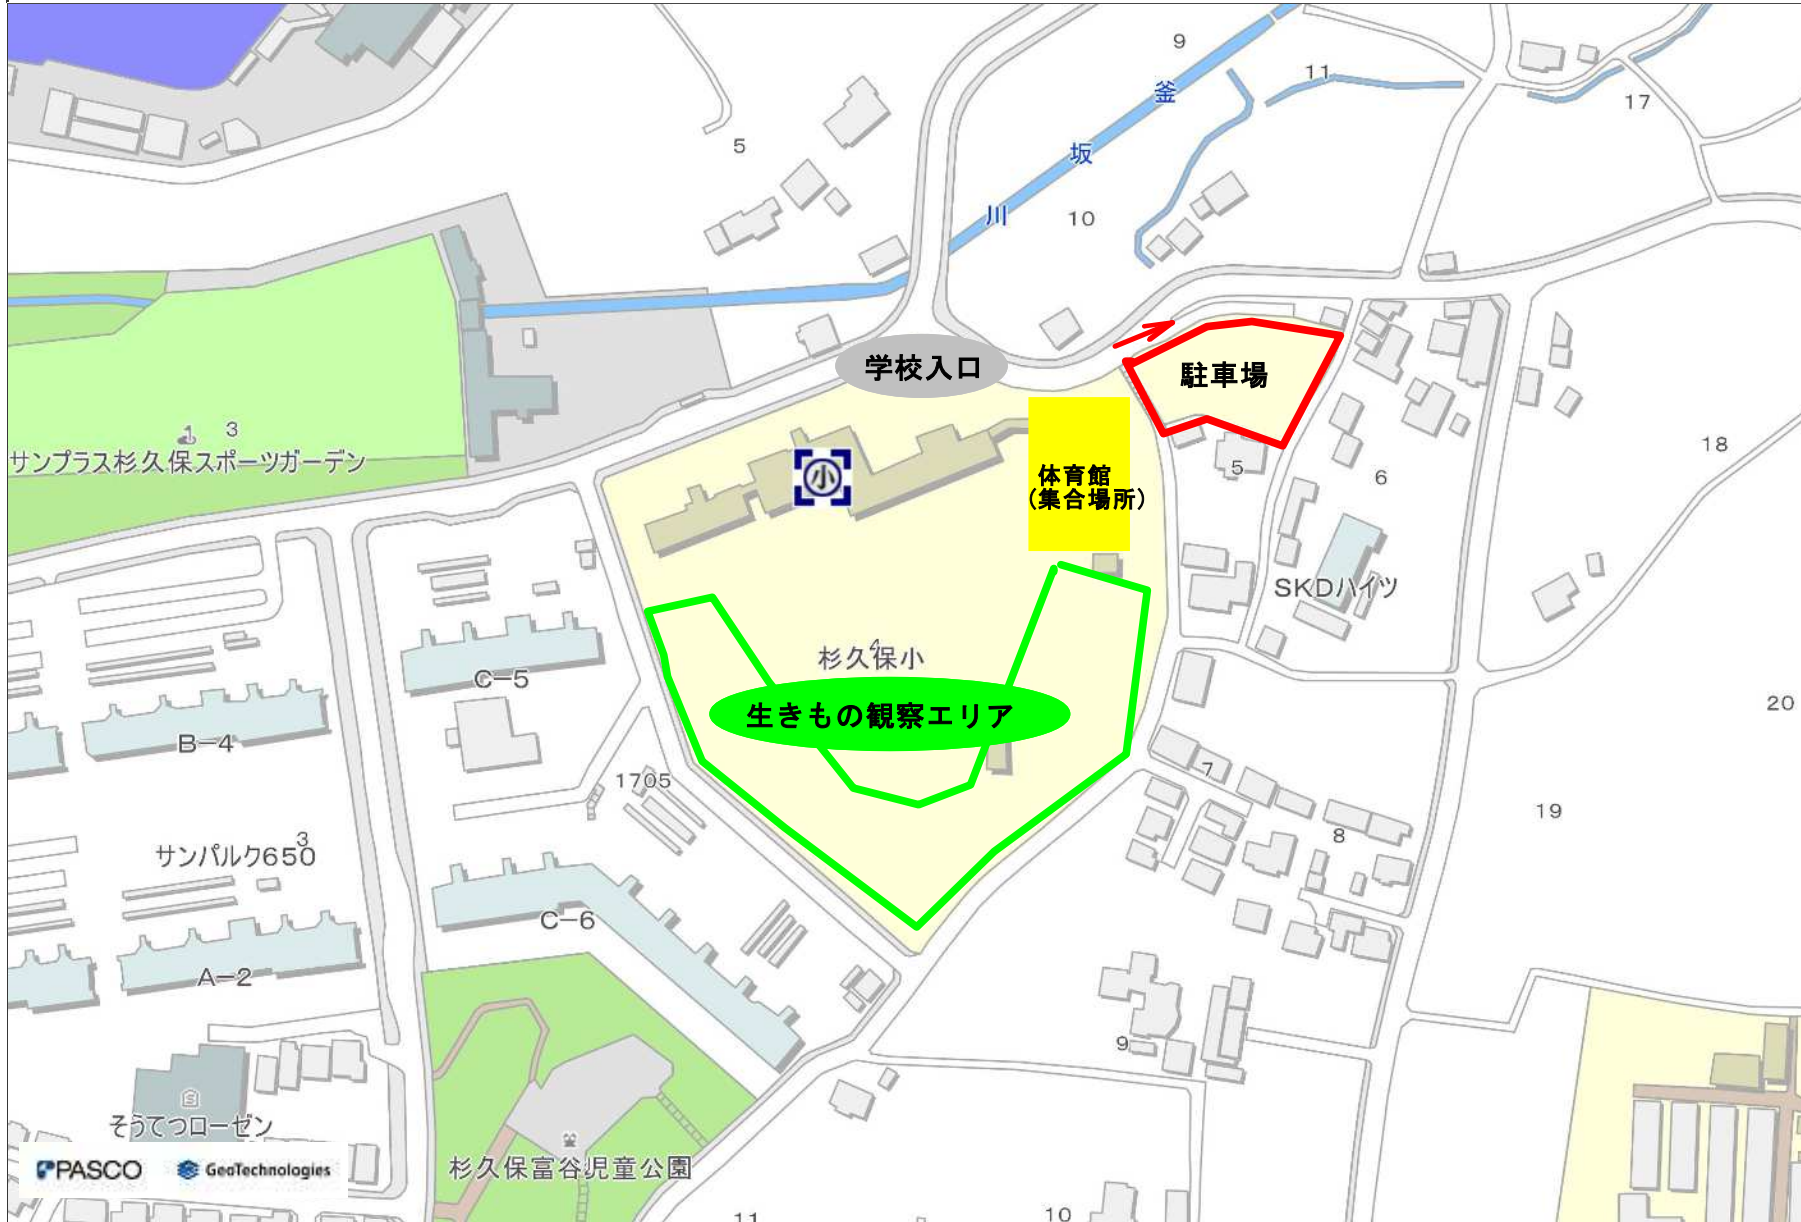 9
釜
11
17
5
坂
川
10
学校入口
駐車場
3
サンプラス杉久保スポーツガーデン
小
体育館
(集合場所)
5
6
18
SKDハイツ
杉久保小
4
C-5
生きもの観察エリア
20
B-4
7
1705
19
8
3
サンパルク650
C-6
A-2
9
そうてつローゼン
杉久保富谷児童公園
PASCO
GeoTechnologies
11
10